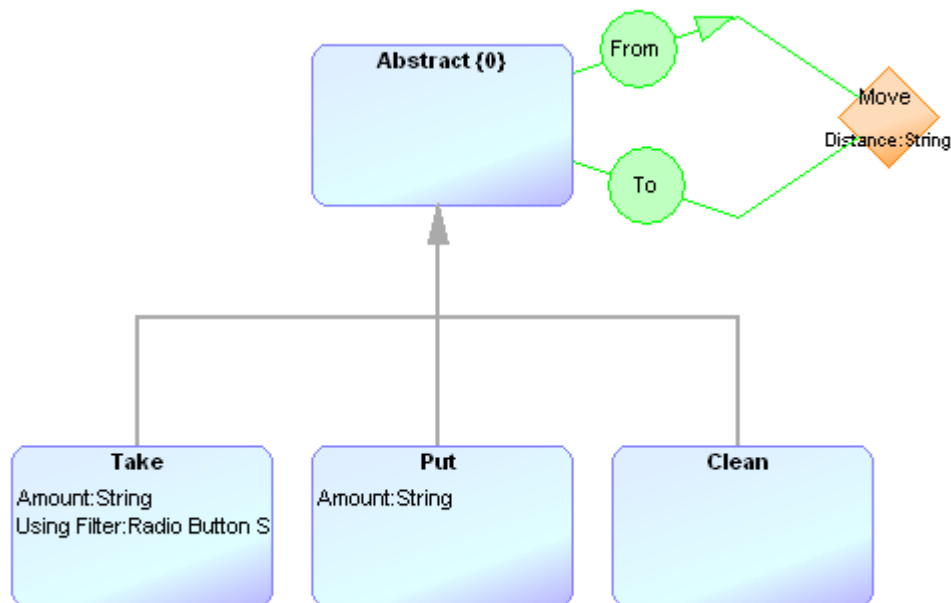 Abstract {0}
From
Move
Distance:String
To
Take
Amount:String
Using Filter:Radio Button S
Put
Amount:String
Clean